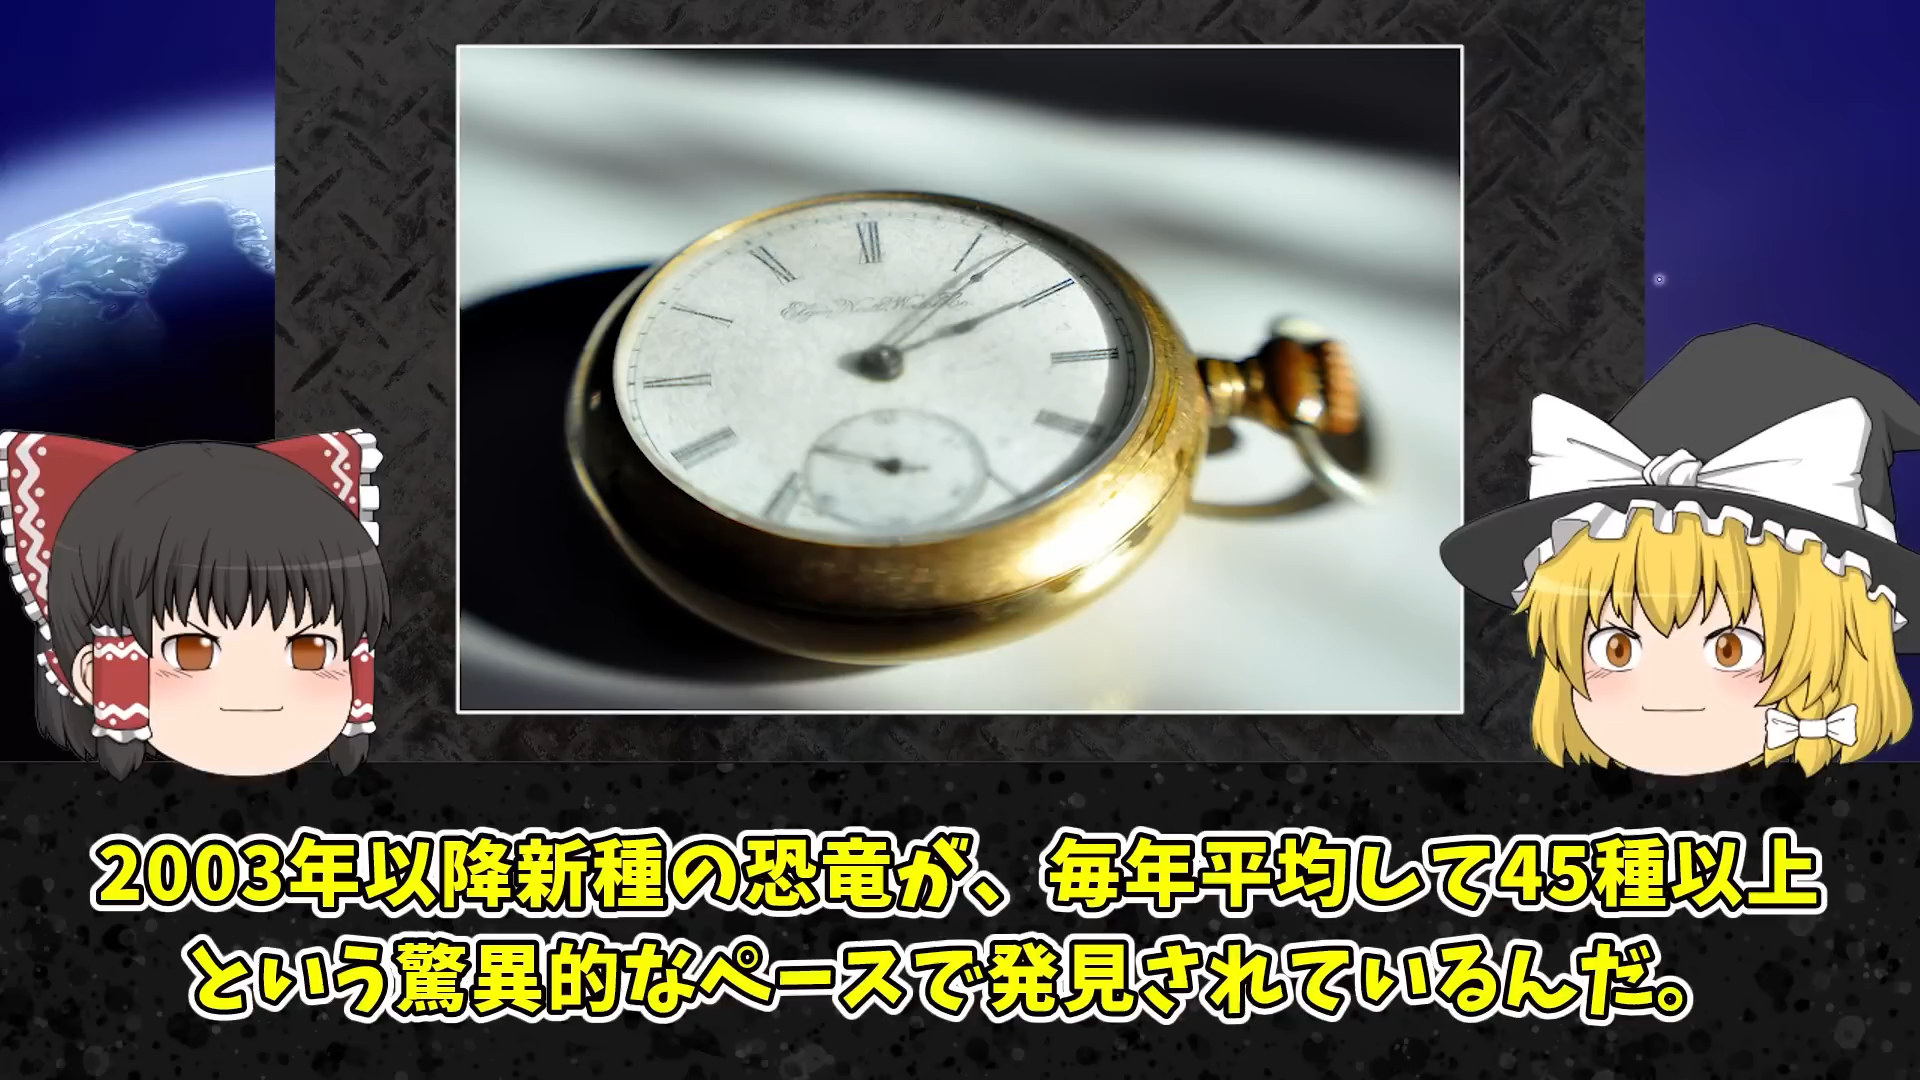 2003年以降新種の恐竜が、毎年平均して45種以上
という驚異的なペースで発見されているんだ。